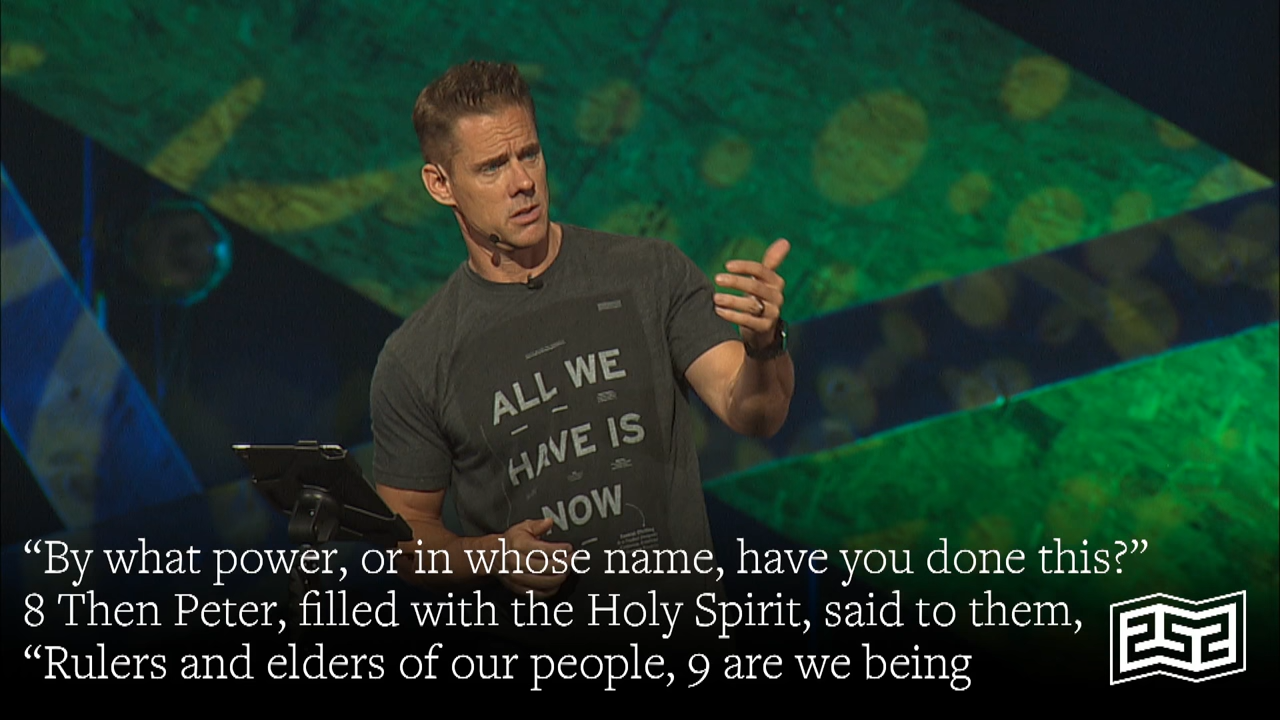 ALL WE
HAVE IS
NOW
“By what power, or in whose name, have you done this?”
8 Then Peter, filled with the Holy Spirit, said to them,
“Rulers and elders of our people, 9 are we being